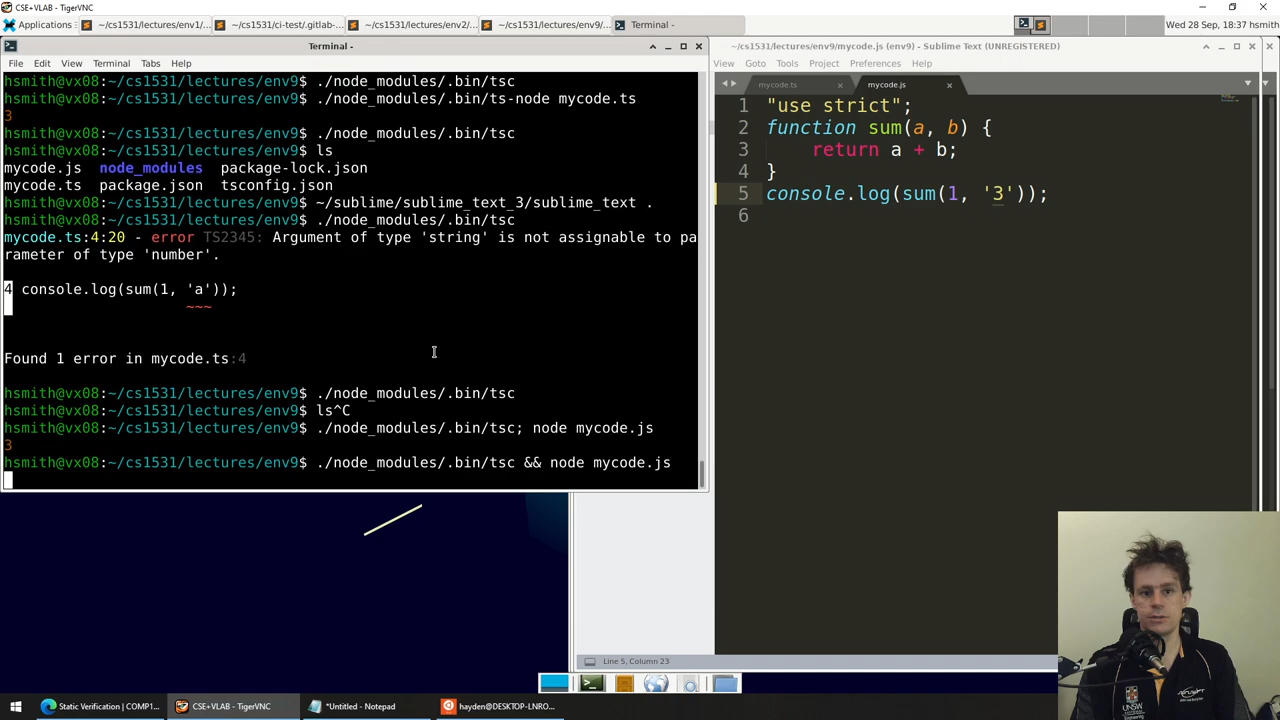 CSE+VLAB - TigerVNC
Applications
~/cs1531/lectures/env1/...
~/cs1531/ci-test/.gitlab-...
~/cs1531/lectures/env2/...
~/cs1531/lectures/env9/...
Terminal -
Wed 28 Sep, 18:37 hsmith
Terminal -
File Edit View Terminal Tabs Help
hsmith@vx08:~/cs1531/lectures/env9$ ./node_modules/.bin/tsc
hsmith@vx08:~/cs1531/lectures/env9$ ./node_modules/.bin/ts-node mycode.ts
3
hsmith@vx08:~/cs1531/lectures/env9$ ./node_modules/.bin/tsc
hsmith@vx08:~/cs1531/lectures/env9$ ls
mycode.js node_modules package-lock.json
mycode.ts package.json tsconfig.json
hsmith@vx08:~/cs1531/lectures/env9$ ~/sublime/sublime_text_3/sublime_text .
hsmith@vx08:~/cs1531/lectures/env9$ ./node_modules/.bin/tsc
mycode.ts:4:20 - error TS2345: Argument of type 'string' is not assignable to pa
rameter of type 'number'.
4 console.log(sum(1, 'a'));
~~~
Found 1 error in mycode.ts:4
hsmith@vx08:~/cs1531/lectures/env9$ ./node_modules/.bin/tsc
hsmith@vx08:~/cs1531/lectures/env9$ ls^C
hsmith@vx08:~/cs1531/lectures/env9$ ./node_modules/.bin/tsc; node mycode.js
3
hsmith@vx08:~/cs1531/lectures/env9$ ./node_modules/.bin/tsc && node mycode.js
~/cs1531/lectures/env9/mycode.js (env9) - Sublime Text (UNREGISTERED)
View Goto Tools Project Preferences Help
mycode.ts
mycode.js
1 "use strict";
2 function sum(a, b) {
3 return a + b;
4 }
5 console.log(sum(1, '3'));
6
Line 5, Column 23
UNSW
Static Verification | COMP1...
CSE+VLAB - TigerVNC
*Untitled - Notepad
hayden@DESKTOP-LNRO...